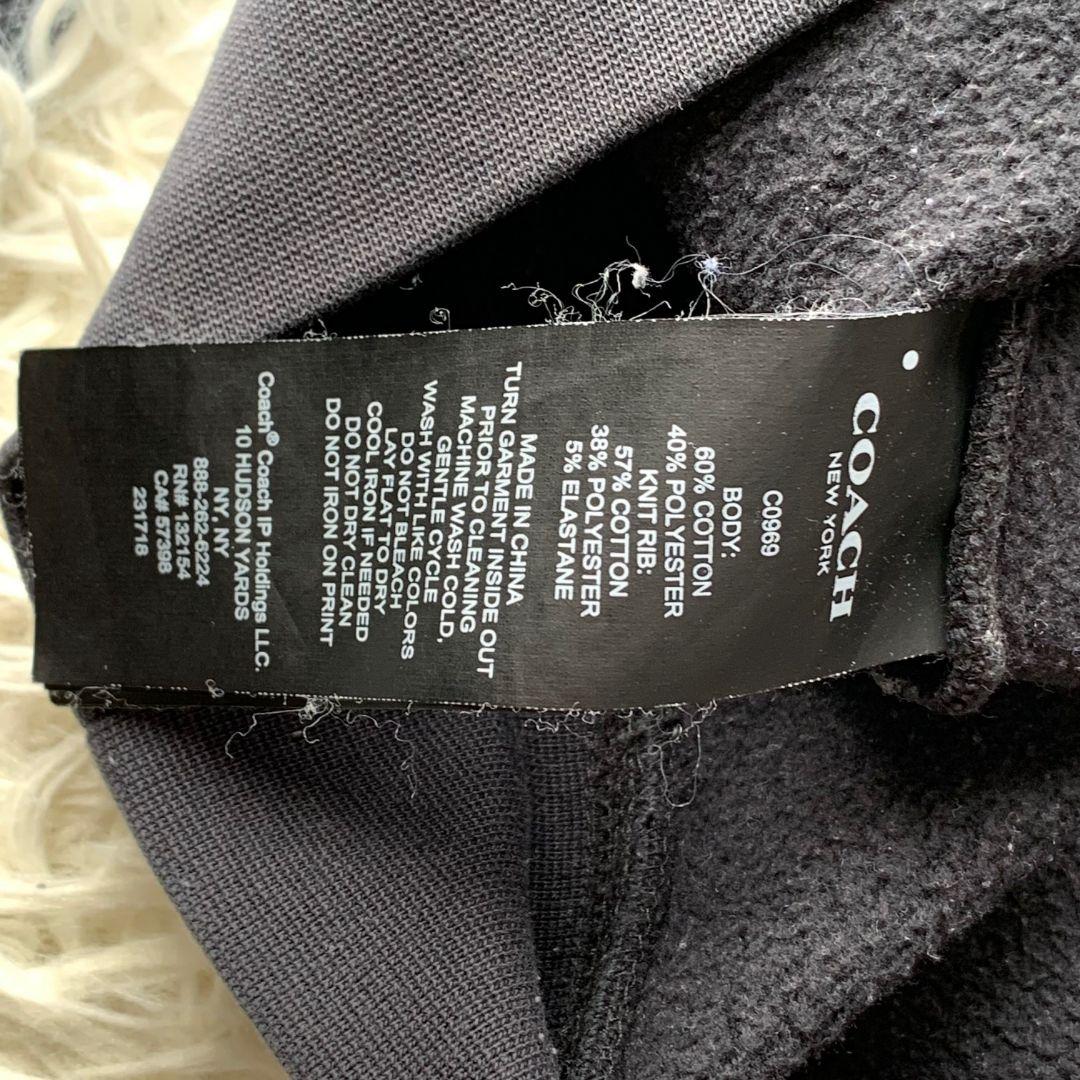 COACH
NEW YORK
C0969
BODY:
60% COTTON
40% POLYESTER
KNIT RIB:
57% COTTON
38% POLYESTER
5% ELASTANE
MADE IN CHINA
TURN GARMENT INSIDE OUT
PRIOR TO CLEANING
MACHINE WASH COLD,
GENTLE CYCLE
WASH WITH LIKE COLORS
DO NOT BLEACH
LAY FLAT TO DRY
COOL IRON IF NEEDED
DO NOT DRY CLEAN
DO NOT IRON ON PRINT
Coach® Coach IP Holdings LLC.
10 HUDSON YARDS
NY, NY
888-262-6224
RN# 132154
CA# 57398
231718